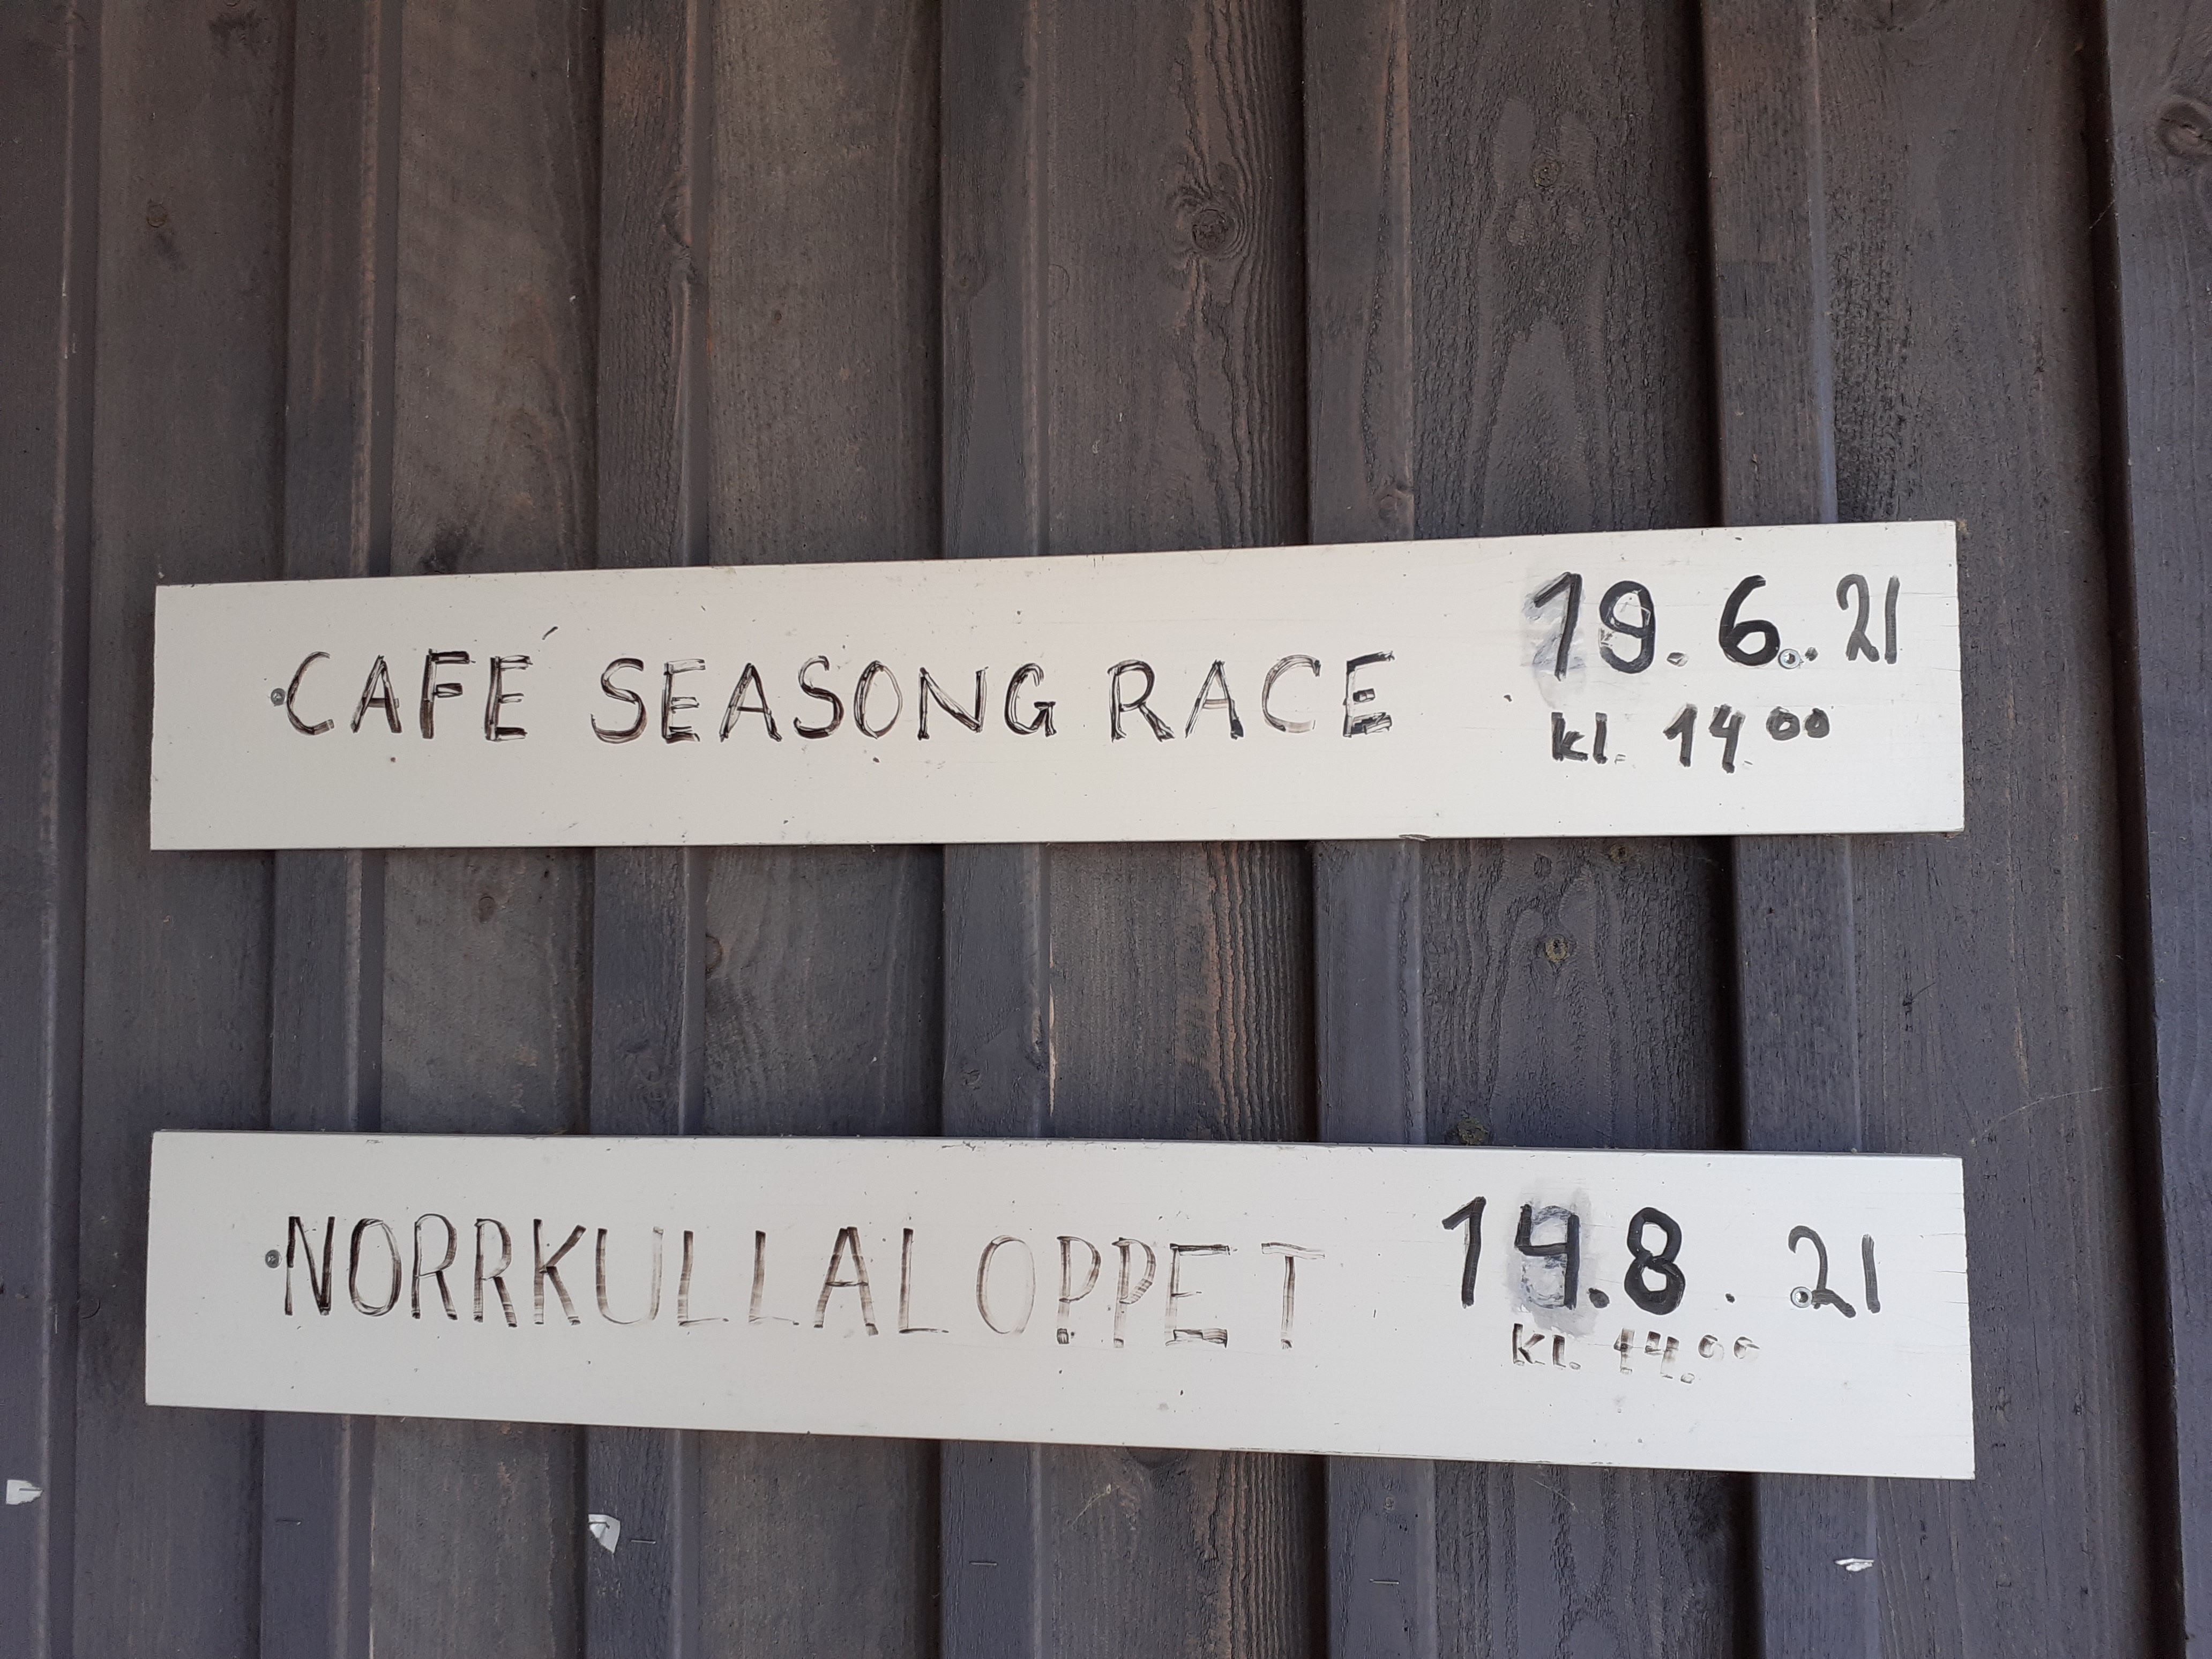 CAFÉ SEASONG RACE 19.6.21
kl. 14.00
NORRKULLALOPPET 14.8.21
kl. 14.00